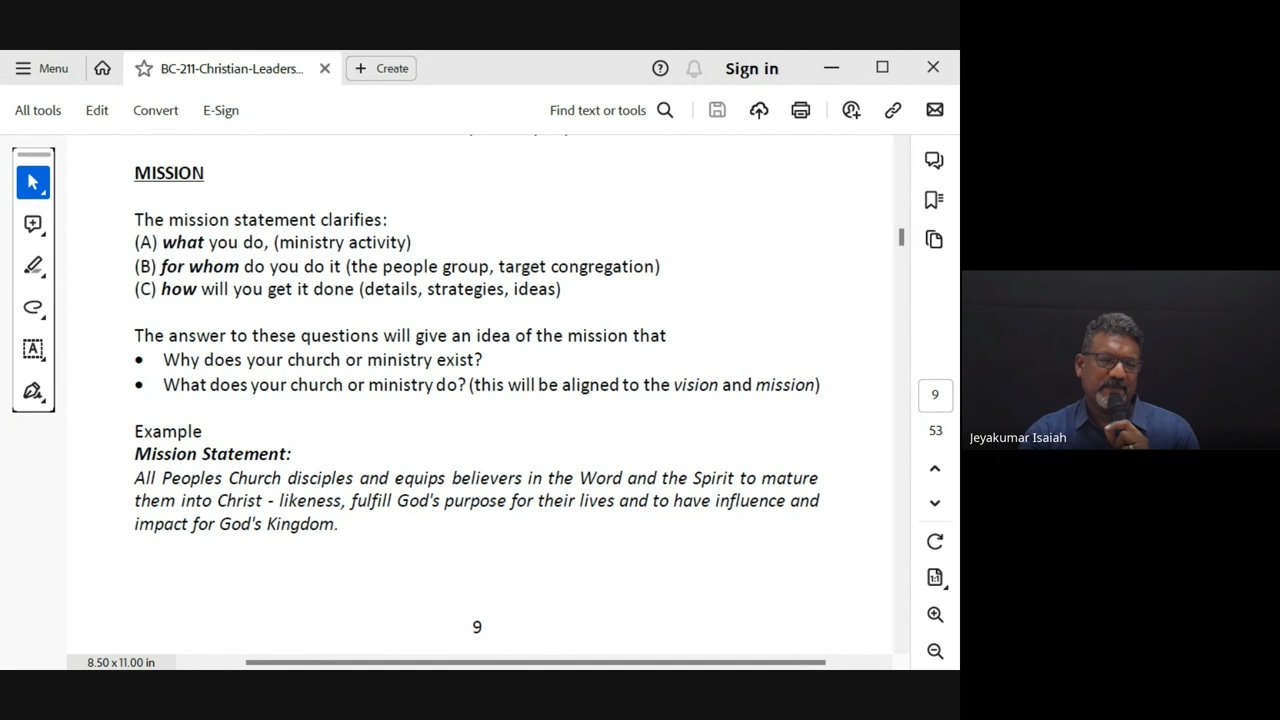 Menu
BC-211-Christian-Leaders...
Create
Sign in
All tools
Edit
Convert
E-Sign
Find text or tools
MISSION
The mission statement clarifies:
(A) what you do, (ministry activity)
(B) for whom do you do it (the people group, target congregation)
(C) how will you get it done (details, strategies, ideas)
The answer to these questions will give an idea of the mission that
• Why does your church or ministry exist?
• What does your church or ministry do? (this will be aligned to the vision and mission)
Example
Mission Statement:
All Peoples Church disciples and equips believers in the Word and the Spirit to mature
them into Christ - likeness, fulfill God's purpose for their lives and to have influence and
impact for God's Kingdom.
9
8.50 x 11.00 in
9
53
1:1
Jeyakumar Isaiah